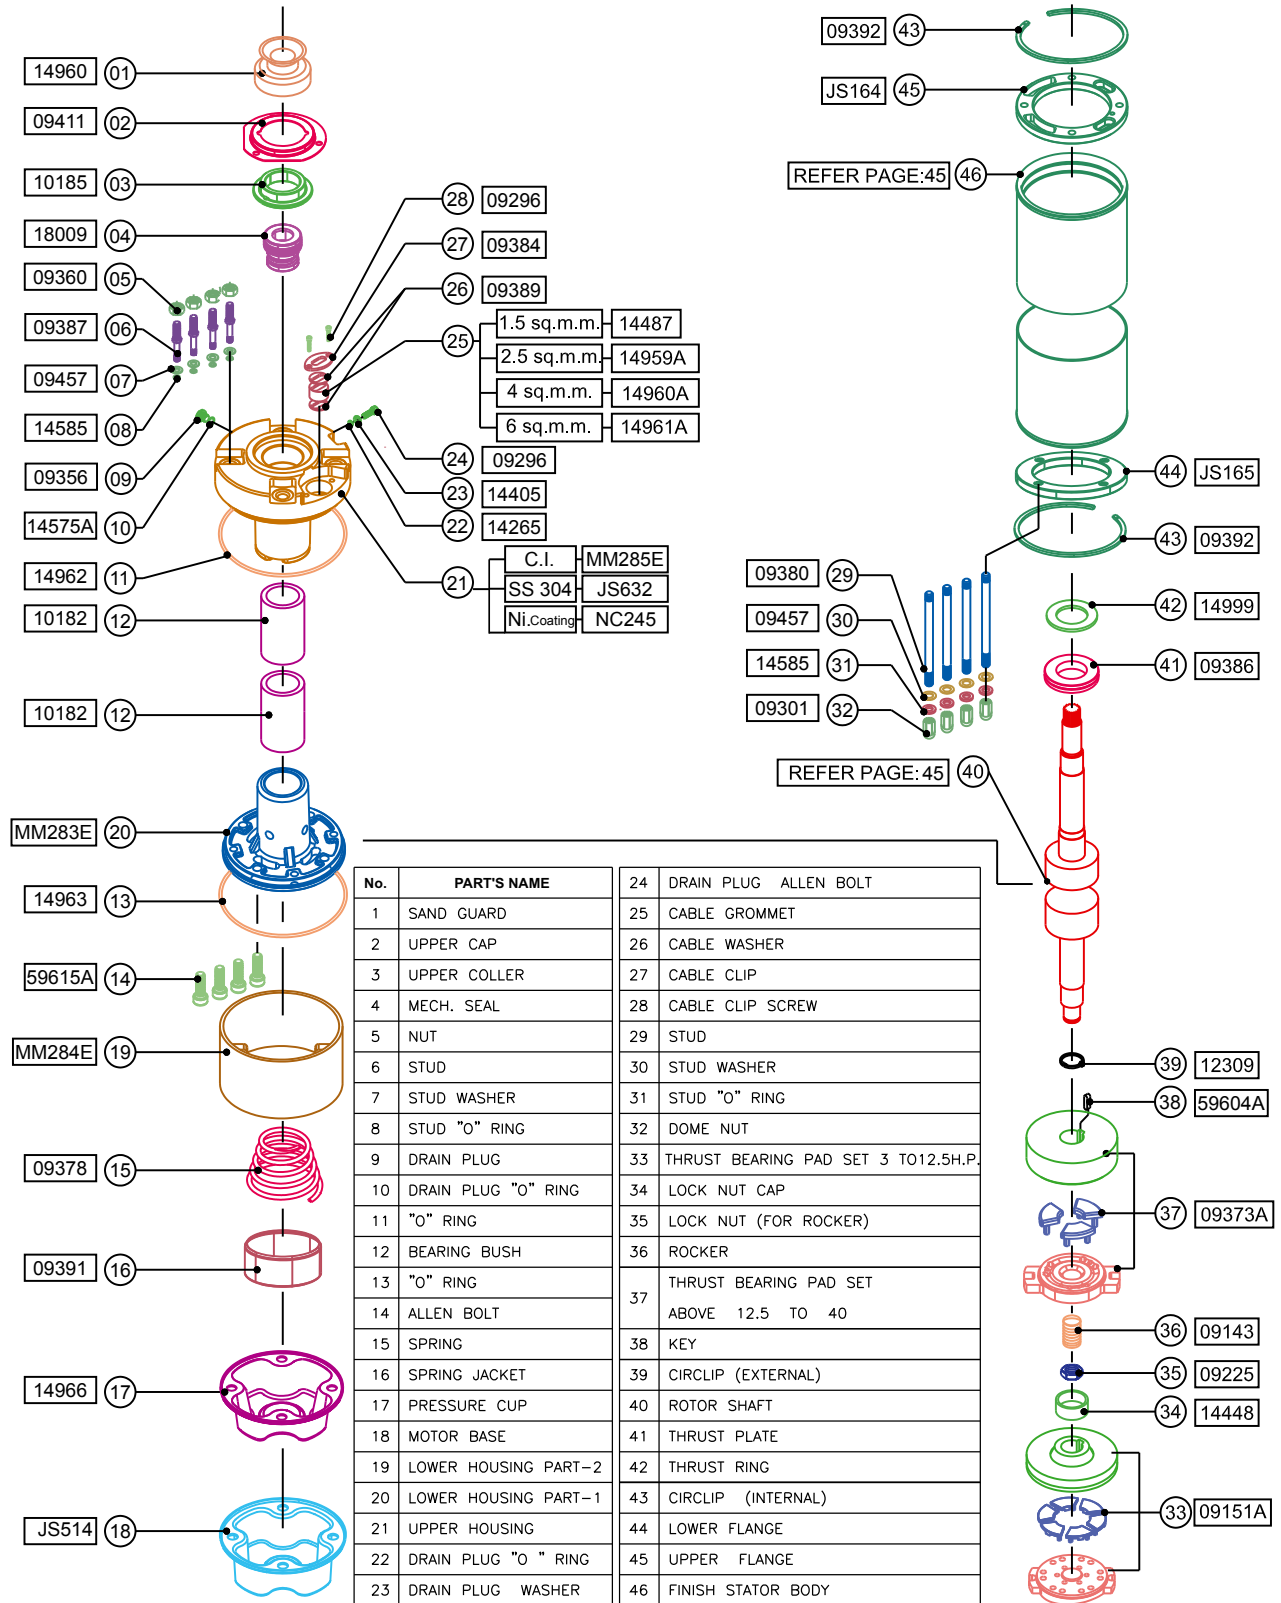 14960 01
09411 02
10185 03
18009 04
09360 05
09387 06
09457 07
14585 08
09356 09
14575A 10
14962 11
10182 12
10182 12
MM283E 20
14963 13
59615A 14
MM284E 19
09378 15
09391 16
14966 17
JS514 18
28 09296
27 09384
26 09389
25
1.5 sq.m.m. 14487
2.5 sq.m.m. 14959A
4 sq.m.m. 14960A
6 sq.m.m. 14961A
24 09296
23 14405
22 14265
21
C.I. MM285E
SS 304 JS632
Ni.Coating NC245
09392 43
JS164 45
REFER PAGE:45 46
44 JS165
43 09392
09380 29
09457 30
14585 31
09301 32
42 14999
41 09386
REFER PAGE:45 40
39 12309
38 59604A
37 09373A
36 09143
35 09225
34 14448
33 09151A
No. PART'S NAME
1 SAND GUARD
2 UPPER CAP
3 UPPER COLLER
4 MECH. SEAL
5 NUT
6 STUD
7 STUD WASHER
8 STUD "O" RING
9 DRAIN PLUG
10 DRAIN PLUG "O" RING
11 "O" RING
12 BEARING BUSH
13 "O" RING
14 ALLEN BOLT
15 SPRING
16 SPRING JACKET
17 PRESSURE CUP
18 MOTOR BASE
19 LOWER HOUSING PART-2
20 LOWER HOUSING PART-1
21 UPPER HOUSING
22 DRAIN PLUG "O " RING
23 DRAIN PLUG WASHER
24 DRAIN PLUG ALLEN BOLT
25 CABLE GROMMET
26 CABLE WASHER
27 CABLE CLIP
28 CABLE CLIP SCREW
29 STUD
30 STUD WASHER
31 STUD "O" RING
32 DOME NUT
33 THRUST BEARING PAD SET 3 TO12.5H.P.
34 LOCK NUT CAP
35 LOCK NUT (FOR ROCKER)
36 ROCKER
37 THRUST BEARING PAD SET
ABOVE 12.5 TO 40
38 KEY
39 CIRCLIP (EXTERNAL)
40 ROTOR SHAFT
41 THRUST PLATE
42 THRUST RING
43 CIRCLIP (INTERNAL)
44 LOWER FLANGE
45 UPPER FLANGE
46 FINISH STATOR BODY